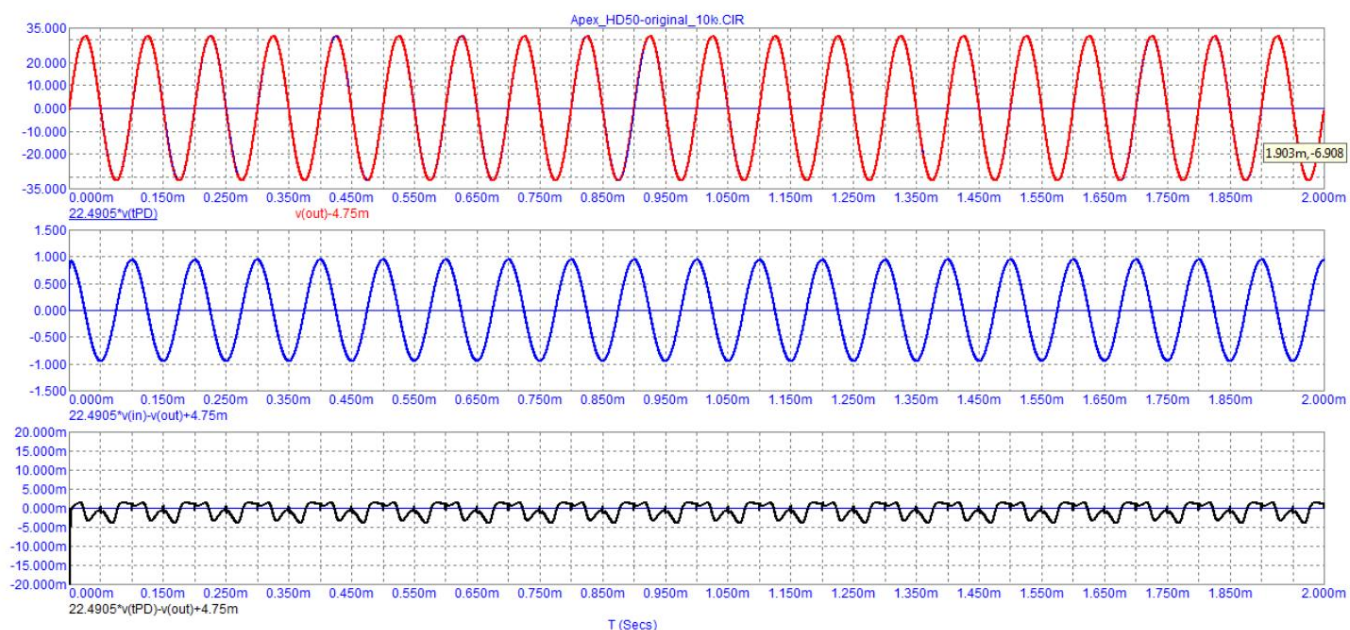 Apex_HD50-original_10k.CIR
35.000
20.000
10.000
0.000
-10.000
-20.000
-35.000
1.903m,-6.908
0.000m 0.150m 0.250m 0.350m 0.450m 0.550m 0.650m 0.750m 0.850m 0.950m 1.050m 1.150m 1.250m 1.350m 1.450m 1.550m 1.650m 1.750m 1.850m 2.000m
22.4905*v(tPD) v(out)-4.75m
1.500
1.000
0.500
0.000
-0.500
-1.000
-1.500
0.000m 0.150m 0.250m 0.350m 0.450m 0.550m 0.650m 0.750m 0.850m 0.950m 1.050m 1.150m 1.250m 1.350m 1.450m 1.550m 1.650m 1.750m 1.850m 2.000m
22.4905*v(in)-v(out)+4.75m
20.000m
15.000m
10.000m
5.000m
0.000m
-5.000m
-10.000m
-15.000m
-20.000m
0.000m 0.150m 0.250m 0.350m 0.450m 0.550m 0.650m 0.750m 0.850m 0.950m 1.050m 1.150m 1.250m 1.350m 1.450m 1.550m 1.650m 1.750m 1.850m 2.000m
22.4905*v(tPD)-v(out)+4.75m
T (Secs)